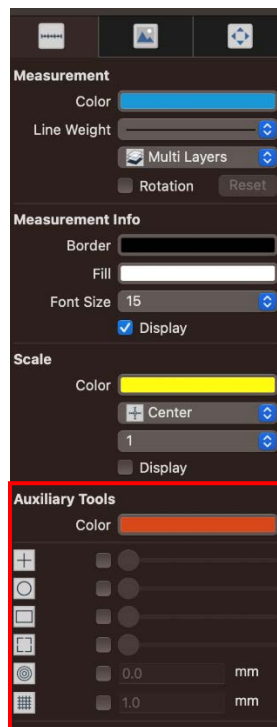 Measurement
Color
Line Weight
Multi Layers
Rotation Reset
Measurement Info
Border
Fill
Font Size 15
Display
Scale
Color
Center
1
Display
Auxiliary Tools
Color
0.0 mm
1.0 mm